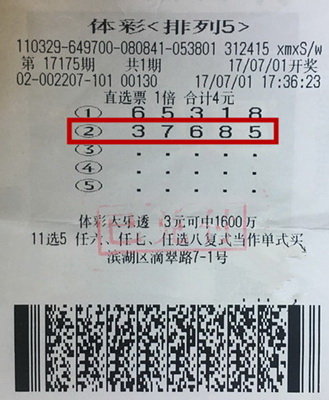 体彩<排列5>
110329-649700-080841-053801 312415 xmxS/w
第 17175期 共1期 17/07/01开奖
02-002207-101 00130 17/07/01 17:36:23
直选票 1倍 合计4元
① 6 5 3 1 8
② 3 7 6 8 5
③ . . . . .
④ . . . . .
⑤ . . . . .
体彩大乐透 3元可中1600万
11选5 任六、任七、任选八复式当作单式买
滨湖区滴翠路7-1号